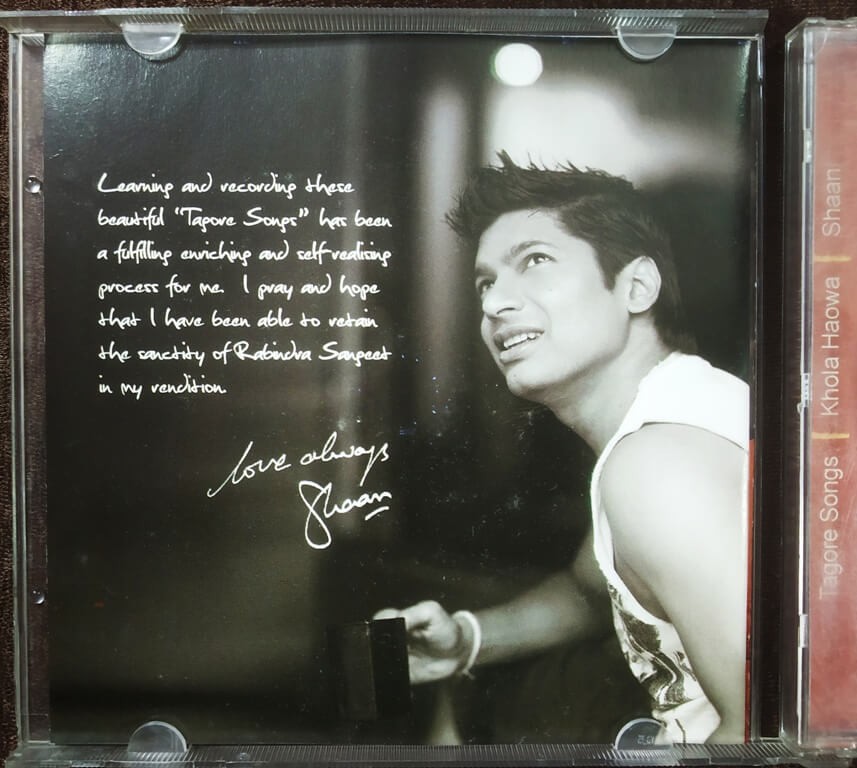 Learning and recording these
beautiful "Tagore Songs" has been
a fulfilling enriching and self-realising
process for me. I pray and hope
that I have been able to retain
the sanctity of Rabindra Sangeet
in my rendition.
love always
Shaan
Tagore Songs | Khola Haowa | Shaan